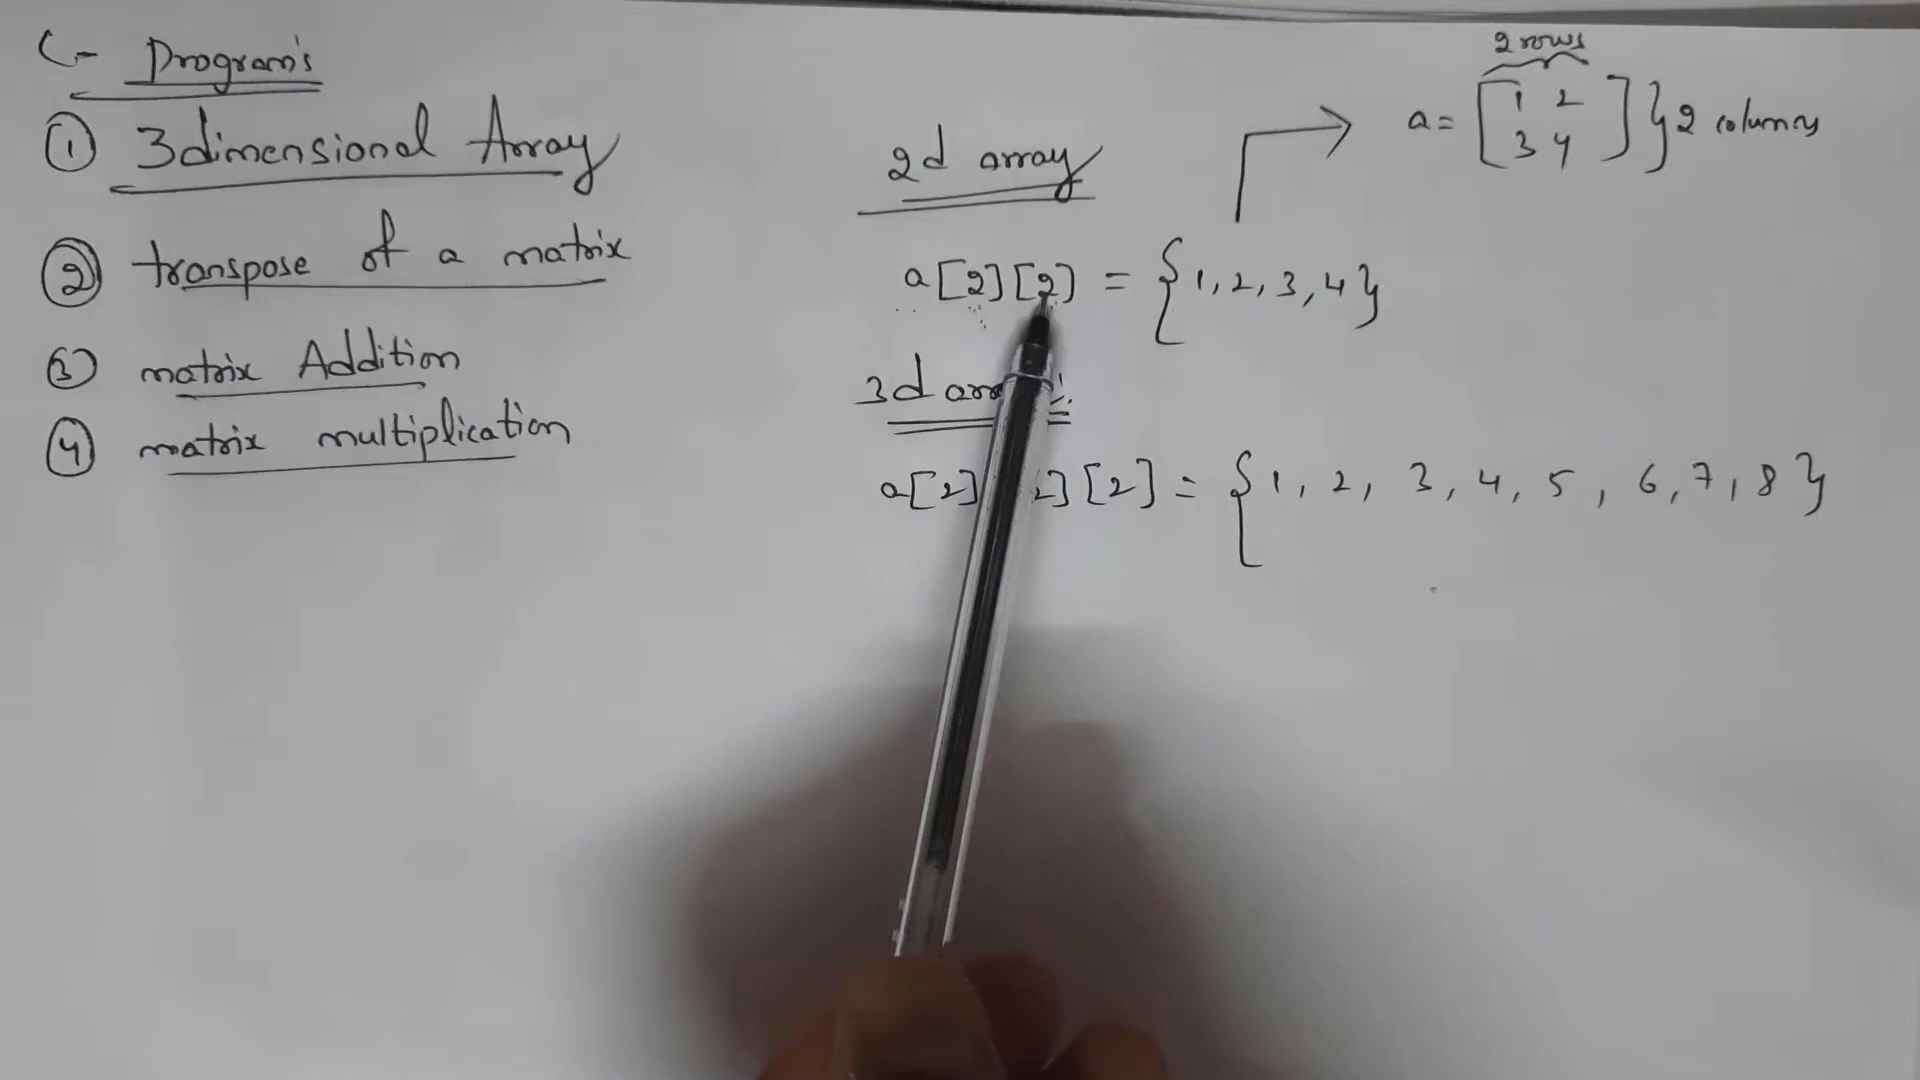 C- Program's
① 3dimensional Array
② transpose of a matrix
③ matrix Addition
④ matrix multiplication
2 rows
a = [ 1 2
3 4 ] } 2 columns
2d array
a[2][2] = {1, 2, 3, 4}
3d
a[2] [2] = {1, 2, 3, 4, 5, 6, 7, 8}